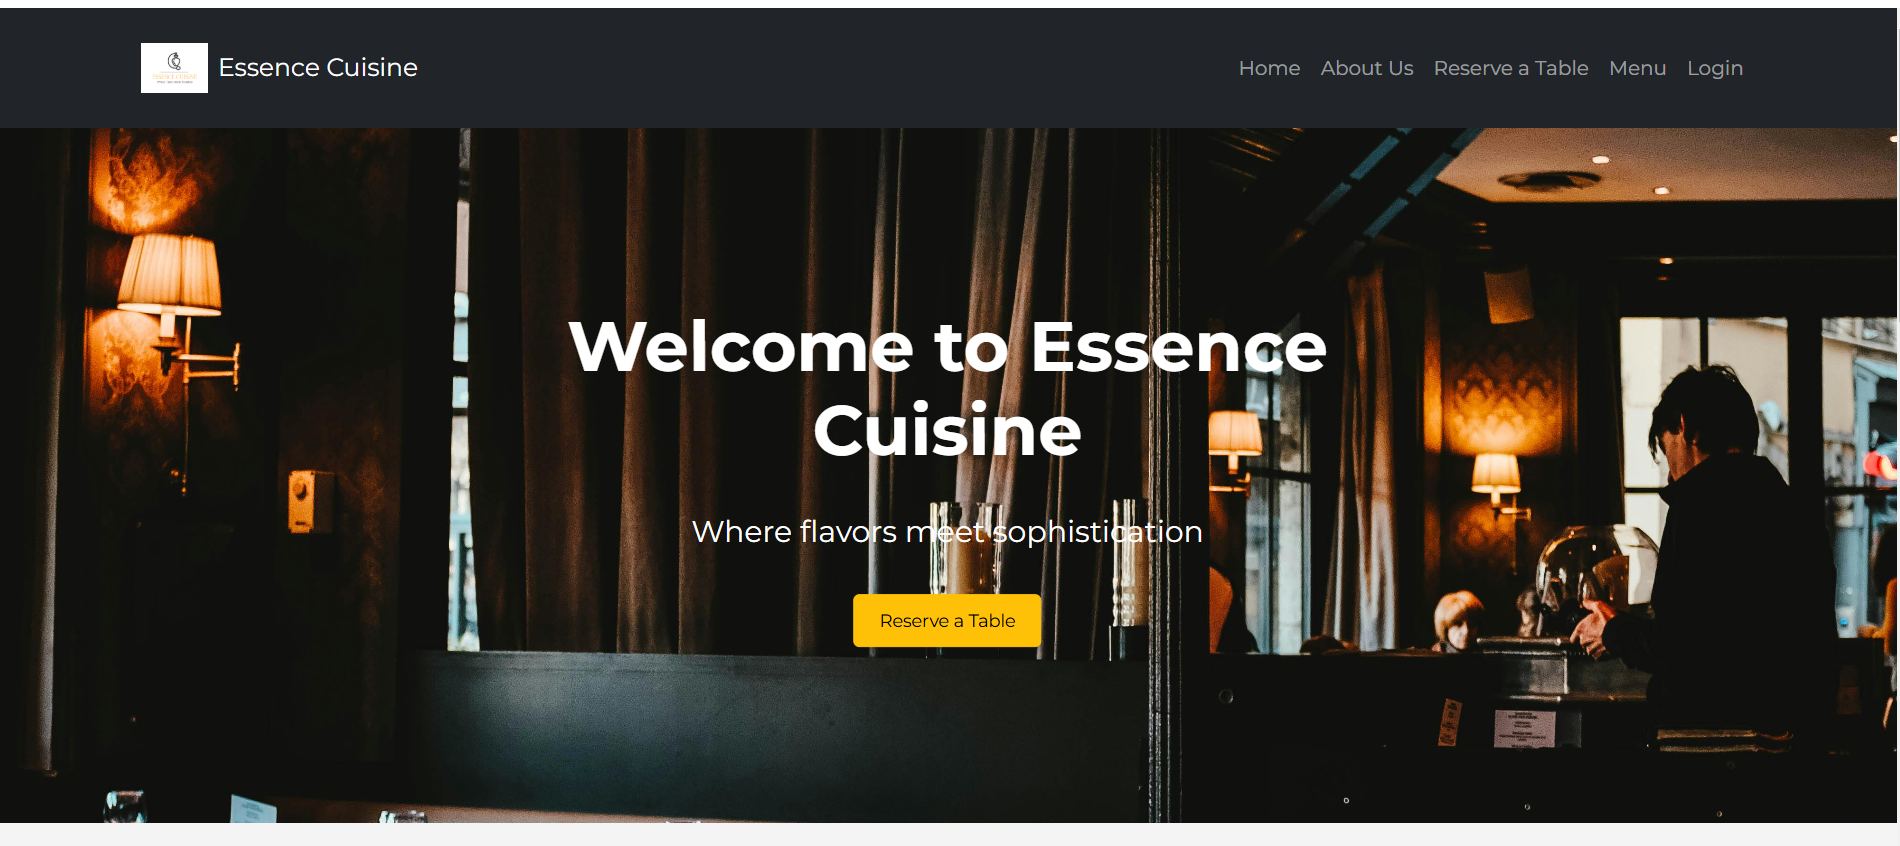 Essence Cuisine
Home About Us Reserve a Table Menu Login
Welcome to Essence
Cuisine
Where flavors meet sophistication
Reserve a Table